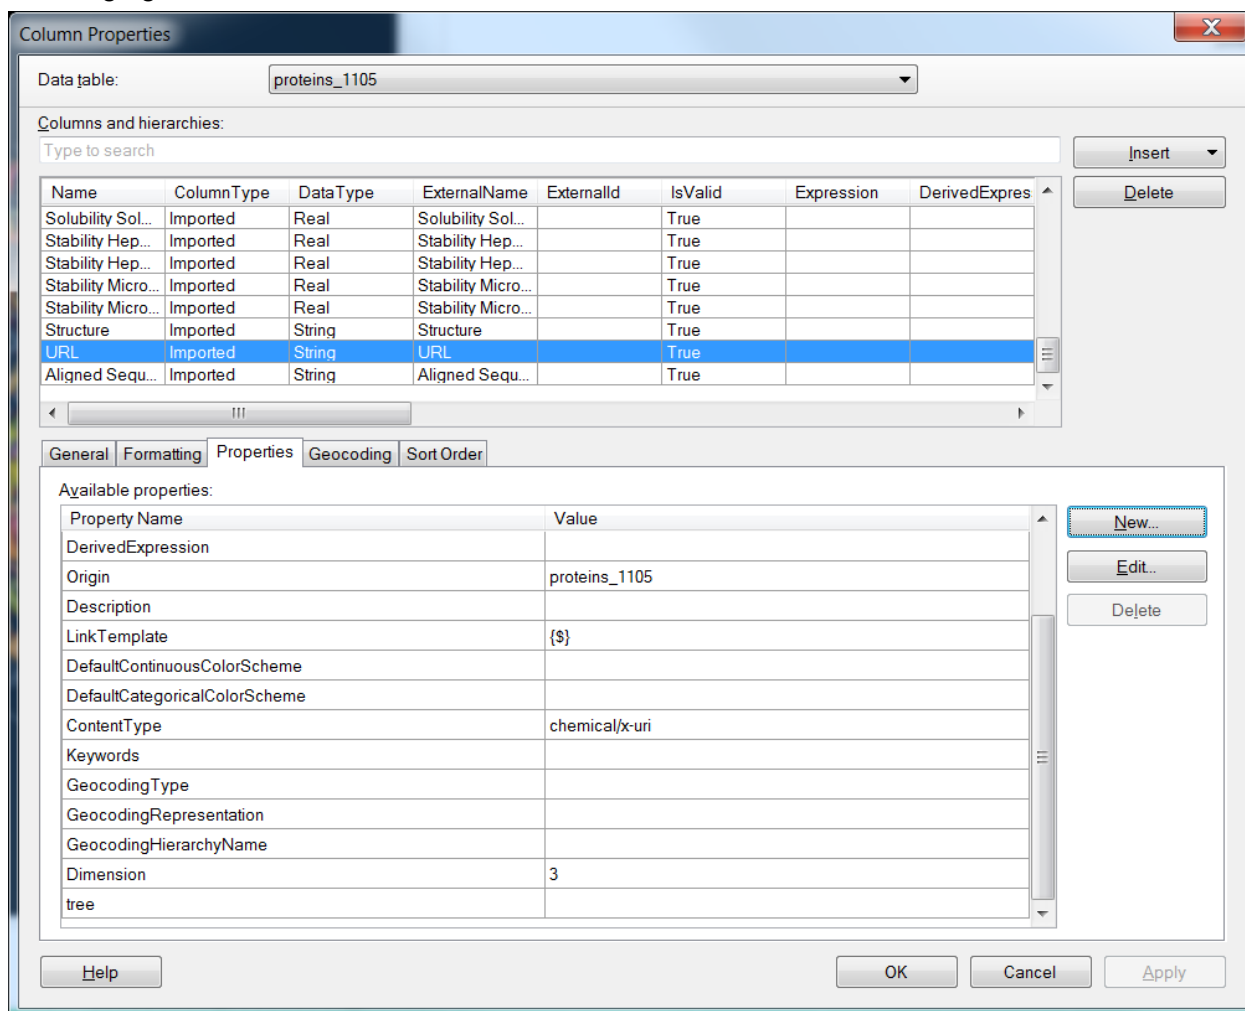 Column Properties
X
Data table: proteins_1105
Columns and hierarchies:
Type to search
Insert
Name ColumnType DataType ExternalName ExternalId IsValid Expression DerivedExpres
Delete
Solubility Sol... Imported Real Solubility Sol... True
Stability Hep... Imported Real Stability Hep... True
Stability Hep... Imported Real Stability Hep... True
Stability Micro... Imported Real Stability Micro... True
Stability Micro... Imported Real Stability Micro... True
Structure Imported String Structure True
URL Imported String URL True
Aligned Sequ... Imported String Aligned Sequ... True
General Formatting Properties Geocoding Sort Order
Available properties:
Property Name Value
New...
DerivedExpression
Edit...
Origin proteins_1105
Description
Delete
LinkTemplate {$}
DefaultContinuousColorScheme
DefaultCategoricalColorScheme
ContentType chemical/x-uri
Keywords
GeocodingType
GeocodingRepresentation
GeocodingHierarchyName
Dimension 3
tree
Help OK Cancel Apply